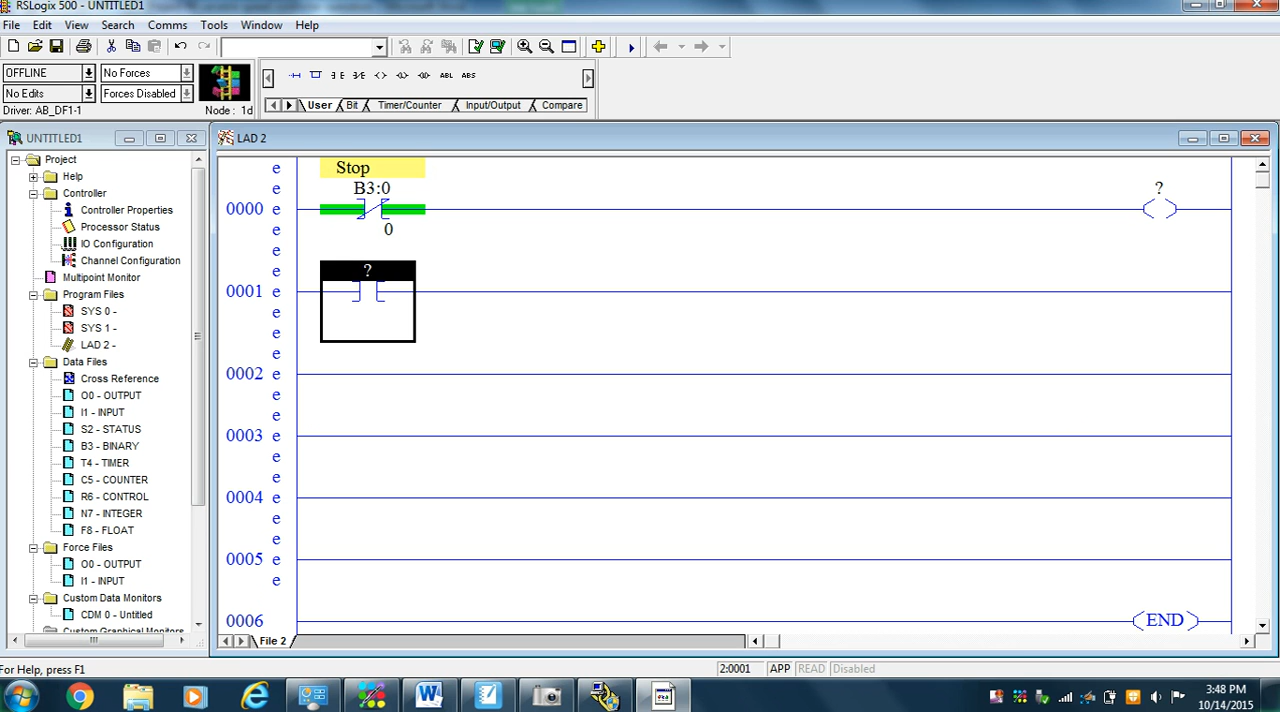 RSLogix 500 - UNTITLED1
File Edit View Search Comms Tools Window Help
OFFLINE No Forces
No Edits Forces Disabled
Driver: AB_DF1-1 Node : 1d
ABL ABS
User Bit Timer/Counter Input/Output Compare
UNTITLED1
Project
Help
Controller
Controller Properties
Processor Status
IO Configuration
Channel Configuration
Multipoint Monitor
Program Files
SYS 0 -
SYS 1 -
LAD 2 -
Data Files
Cross Reference
O0 - OUTPUT
I1 - INPUT
S2 - STATUS
B3 - BINARY
T4 - TIMER
C5 - COUNTER
R6 - CONTROL
N7 - INTEGER
F8 - FLOAT
Force Files
O0 - OUTPUT
I1 - INPUT
Custom Data Monitors
CDM 0 - Untitled
Custom Graphical Monitors
LAD 2
e Stop
e B3:0 ?
0000 e
e 0
e
e ?
0001 e
e
e
e
0002 e
e
e
0003 e
e
e
0004 e
e
e
0005 e
e
0006 END
File 2
For Help, press F1
2:0001 APP READ Disabled
3:48 PM
10/14/2015